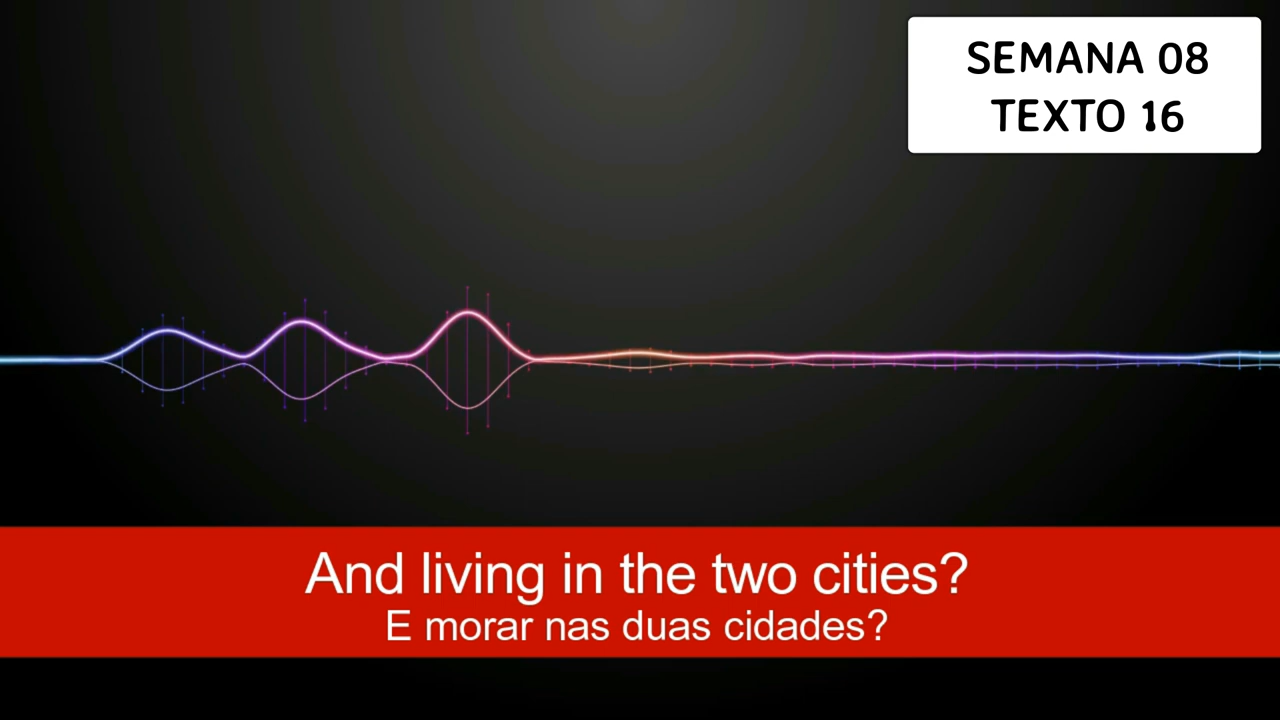 SEMANA 08
TEXTO 16
And living in the two cities?
E morar nas duas cidades?